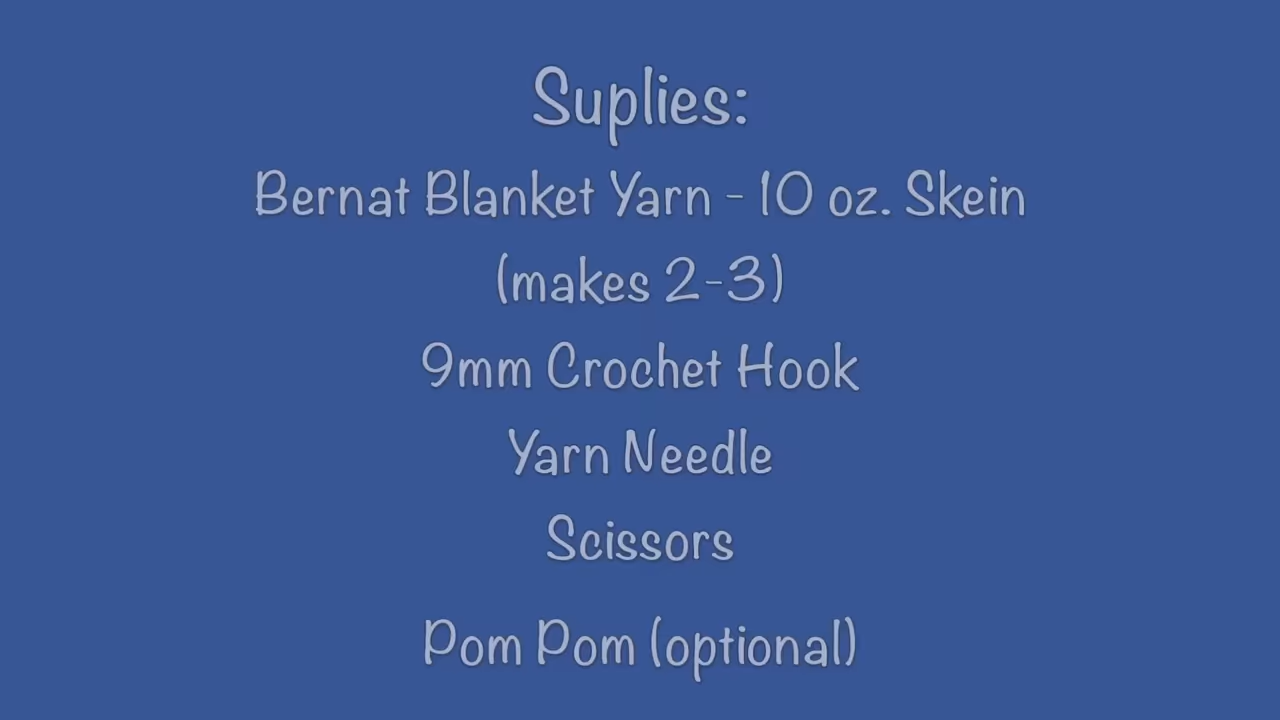 Suplies:
Bernat Blanket Yarn - 10 oz. Skein
(makes 2-3)
9mm Crochet Hook
Yarn Needle
Scissors
Pom Pom (optional)